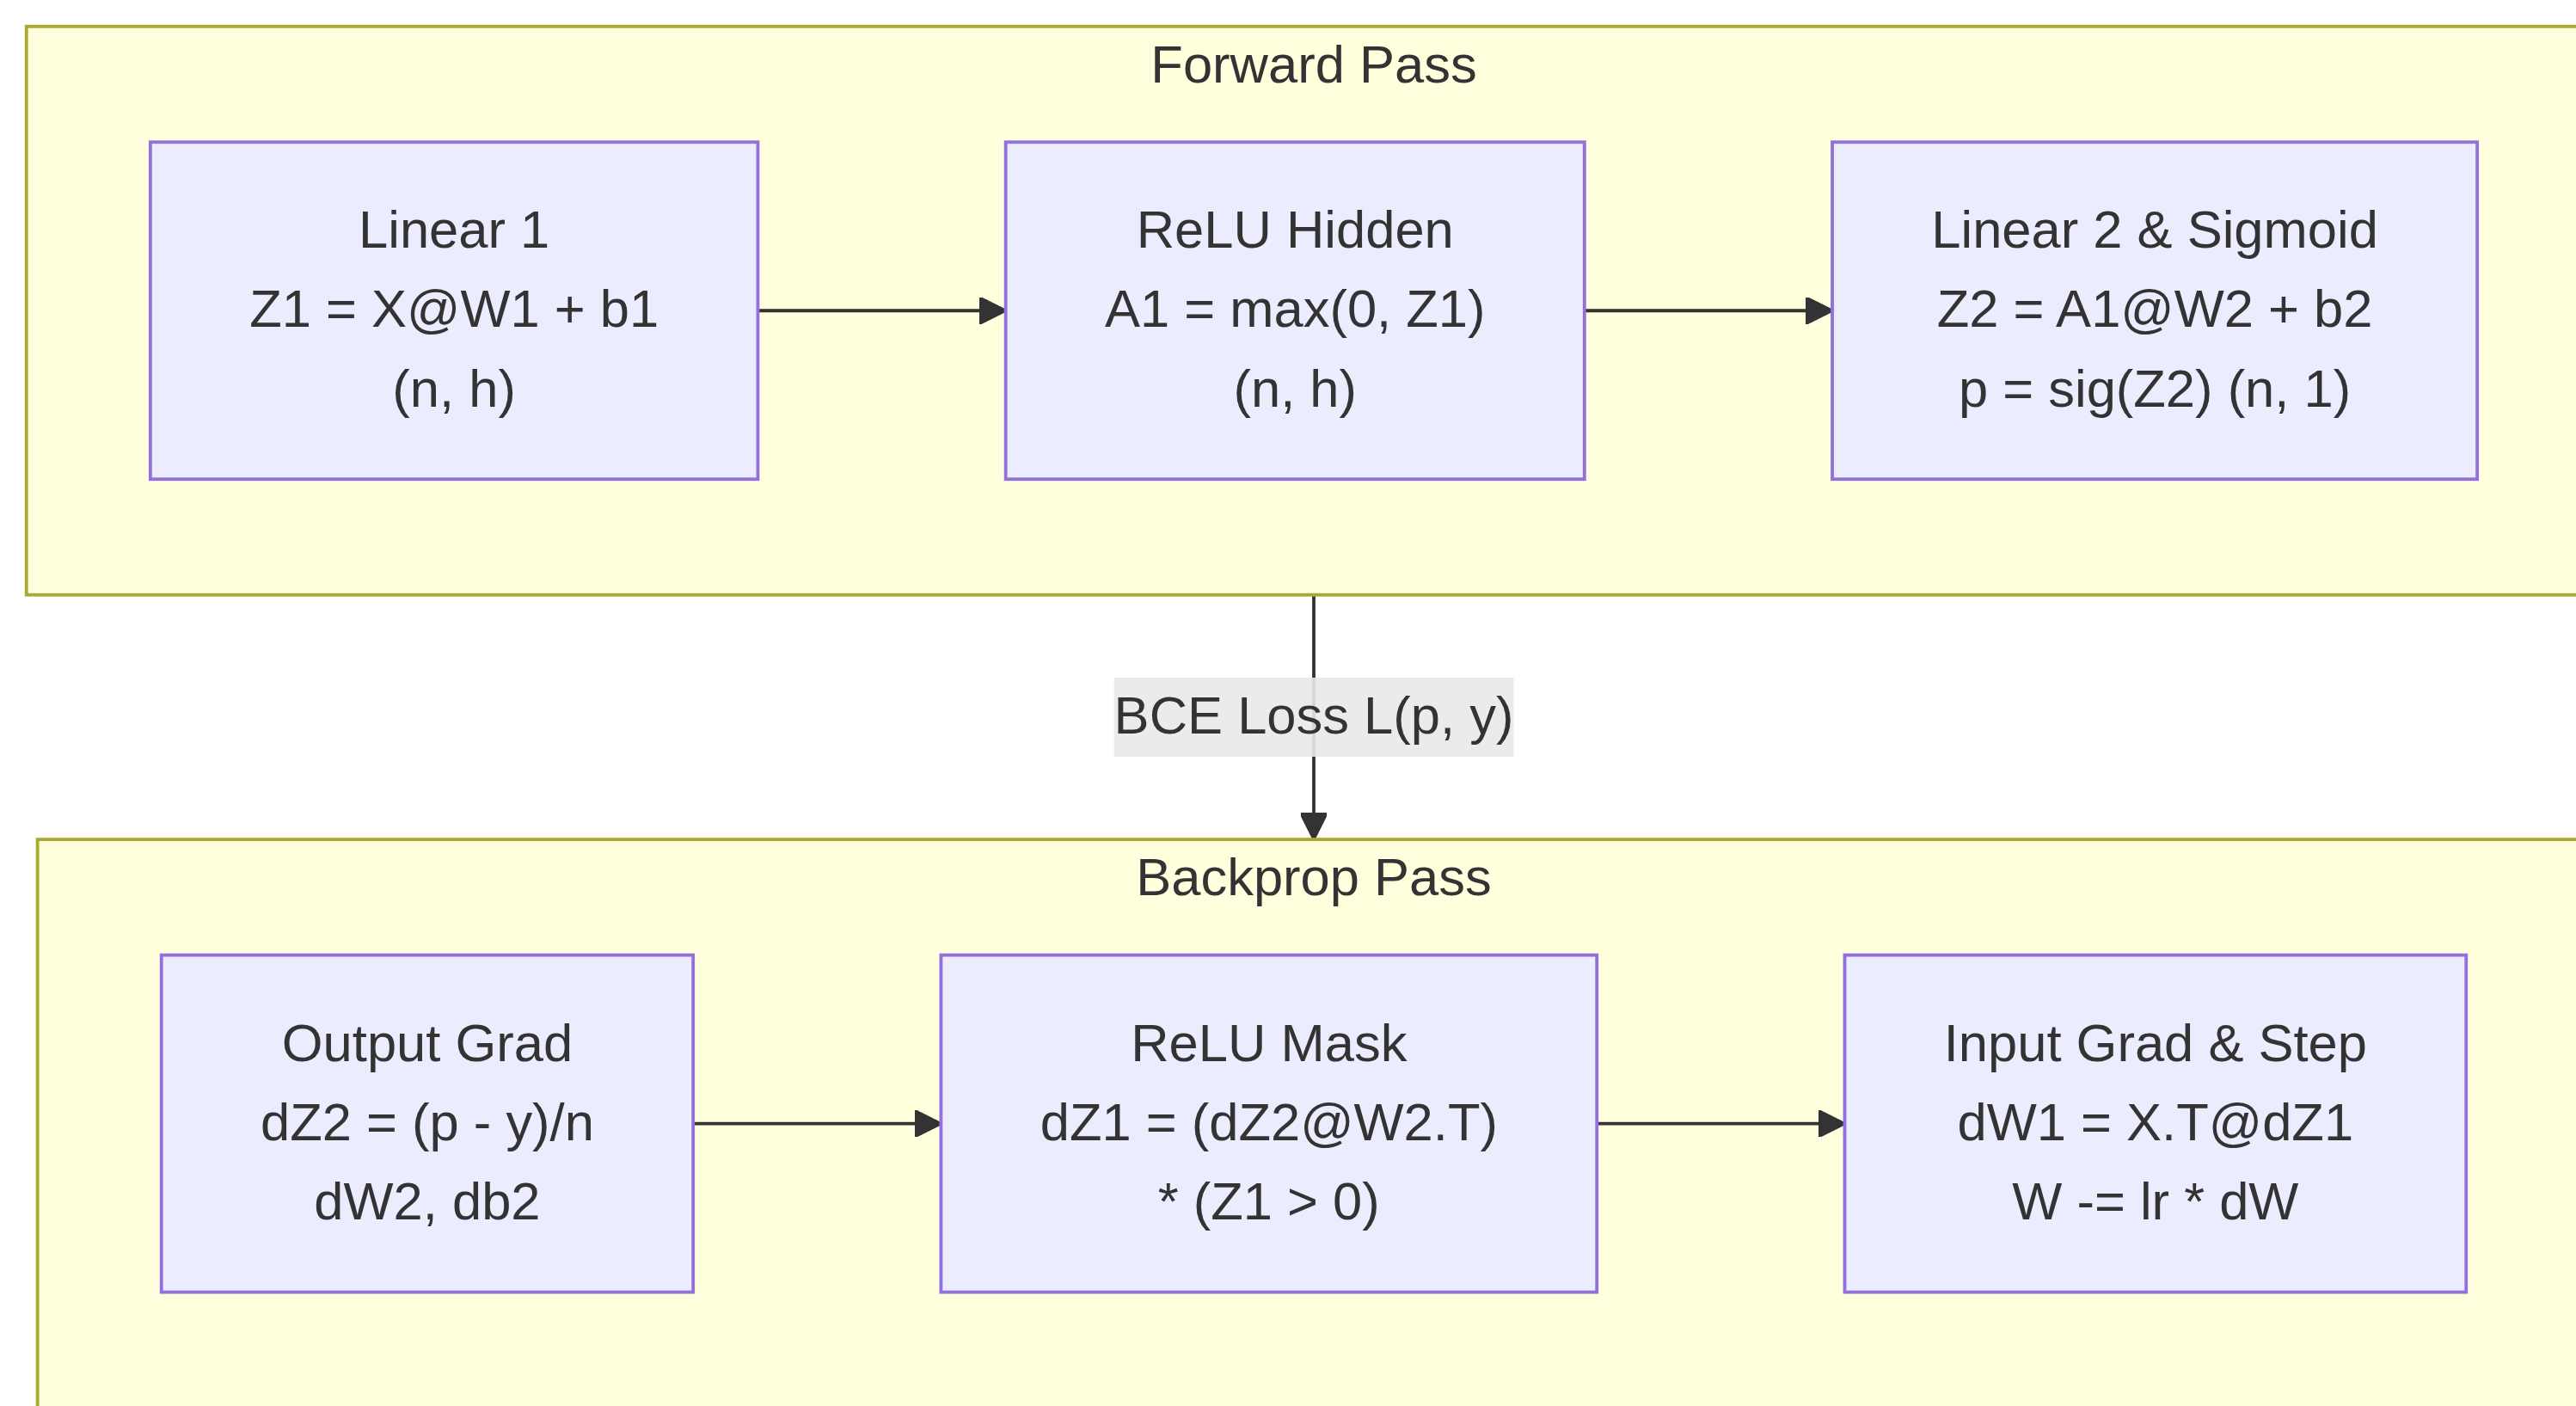 Forward Pass
Linear 1
Z1 = X@W1 + b1
(n, h)
ReLU Hidden
A1 = max(0, Z1)
(n, h)
Linear 2 & Sigmoid
Z2 = A1@W2 + b2
p = sig(Z2) (n, 1)
BCE Loss L(p, y)
Backprop Pass
Output Grad
dZ2 = (p - y)/n
dW2, db2
ReLU Mask
dZ1 = (dZ2@W2.T)
* (Z1 > 0)
Input Grad & Step
dW1 = X.T@dZ1
W -= lr * dW